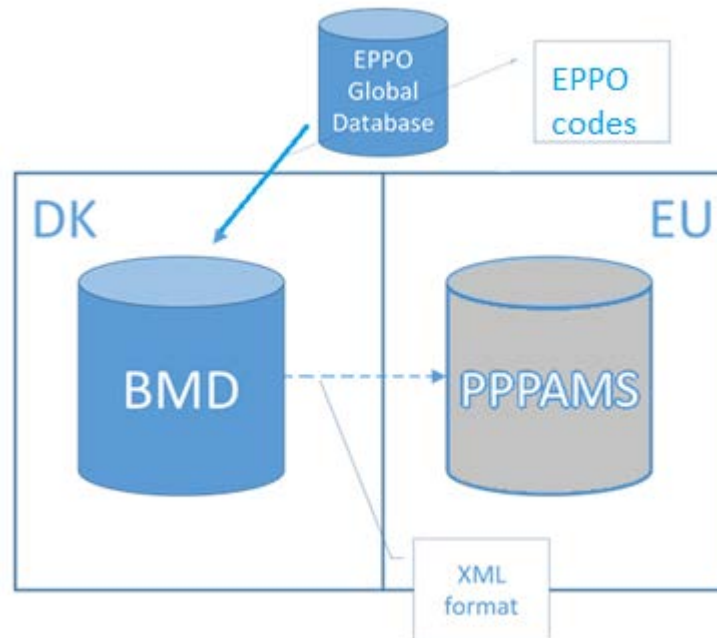 EPPO
Global
Database
EPPO
codes
DK
EU
BMD
PPPAMS
XML
format